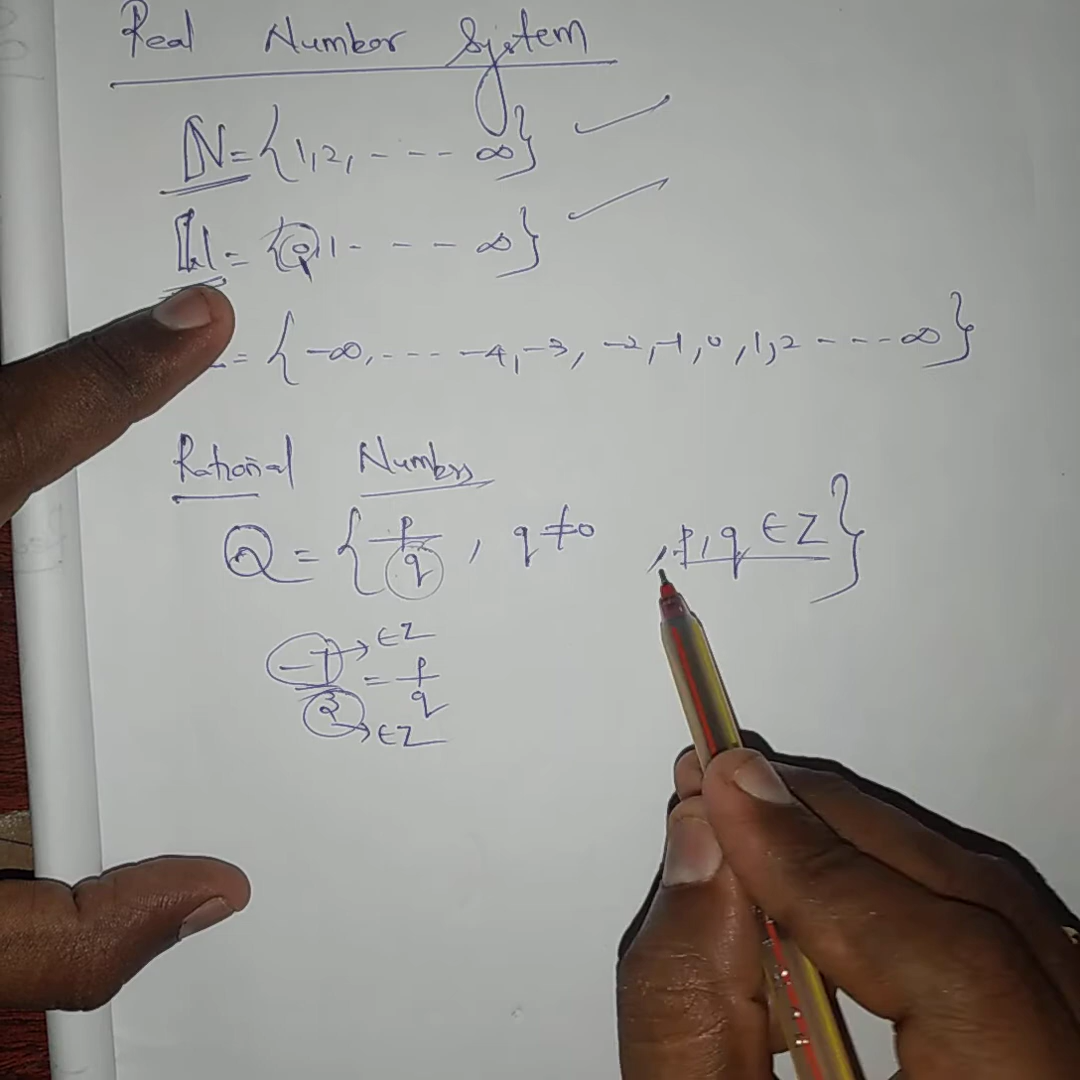 Real Number System
N = {1, 2, - - - - ∞}
W = {0, 1 - - - - ∞}
= {-∞, - - - - -4, -3, -2, -1, 0, 1, 2 - - - - ∞}
Rational Numbers
Q = {p/q, q ≠ 0, p, q ∈ Z}
→ ∈ Z
= p/q
→ ∈ Z